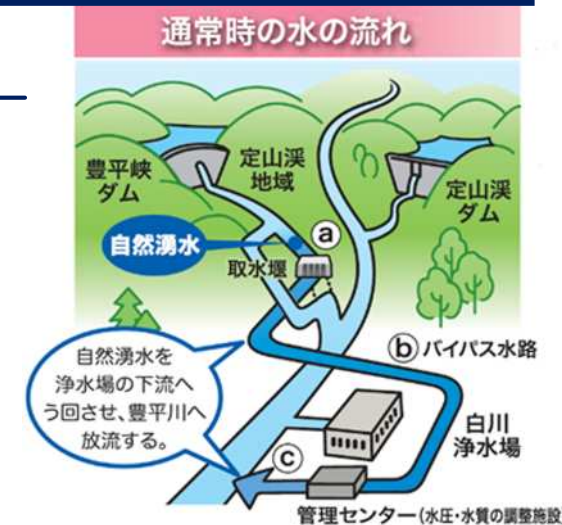 通常時の水の流れ
豊平峡
ダム
定山渓
地域
定山渓
ダム
自然湧水
ⓐ
取水堰
ⓑバイパス水路
自然湧水を
浄水場の下流へ
う回させ、豊平川へ
放流する。
白川
浄水場
ⓒ
管理センター(水圧・水質の調整施設